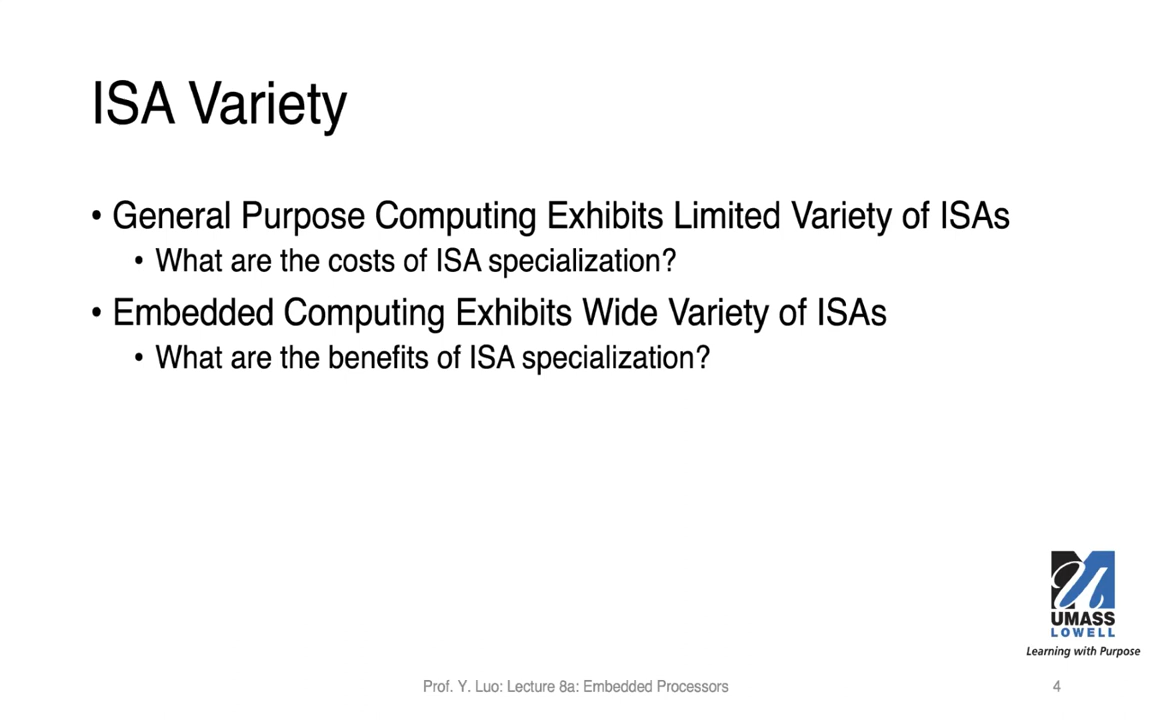 ISA Variety
• General Purpose Computing Exhibits Limited Variety of ISAs
• What are the costs of ISA specialization?
• Embedded Computing Exhibits Wide Variety of ISAs
• What are the benefits of ISA specialization?
UMASS
LOWELL
Learning with Purpose
Prof. Y. Luo: Lecture 8a: Embedded Processors
4